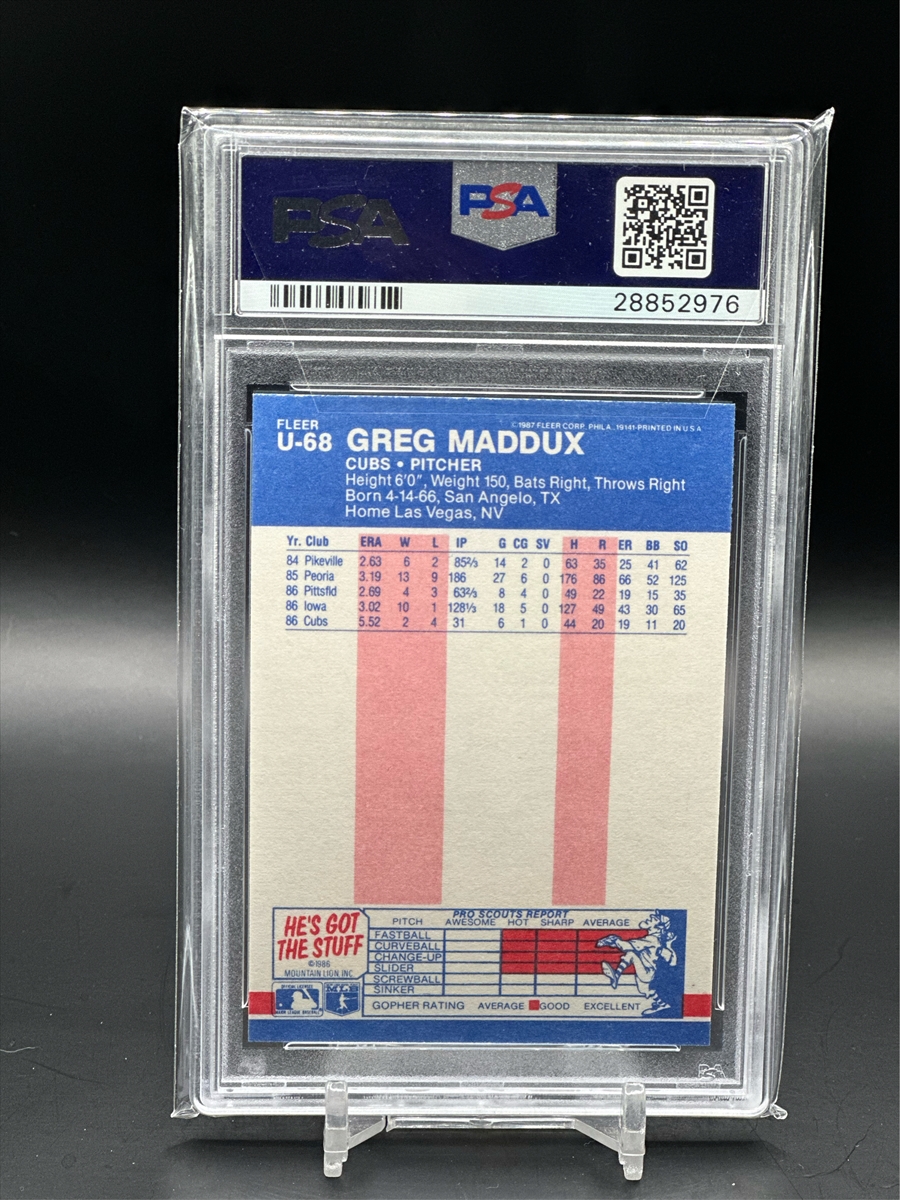 PSA PSA
28852976
FLEER ©1987 FLEER CORP. PHILA., 19141-PRINTED IN U S A
U-68 GREG MADDUX
CUBS • PITCHER
Height 6'0", Weight 150, Bats Right, Throws Right
Born 4-14-66, San Angelo, TX
Home Las Vegas, NV
Yr. Club ERA W L IP G CG SV H R ER BB SO
84 Pikeville 2.63 6 2 85⅔ 14 2 0 63 35 25 41 62
85 Peoria 3.19 13 9 186 27 6 0 176 86 66 52 125
86 Pittsfld 2.69 4 3 63⅔ 8 4 0 49 22 19 15 35
86 Iowa 3.02 10 1 128⅓ 18 5 0 127 49 43 30 65
86 Cubs 5.52 2 4 31 6 1 0 44 20 19 11 20
HE'S GOT
THE STUFF
©1986
MOUNTAIN LION, INC.
PRO SCOUTS REPORT
PITCH AWESOME HOT SHARP AVERAGE
FASTBALL
CURVEBALL
CHANGE-UP
SLIDER
SCREWBALL
SINKER
GOPHER RATING AVERAGE GOOD EXCELLENT
MLB
PSA